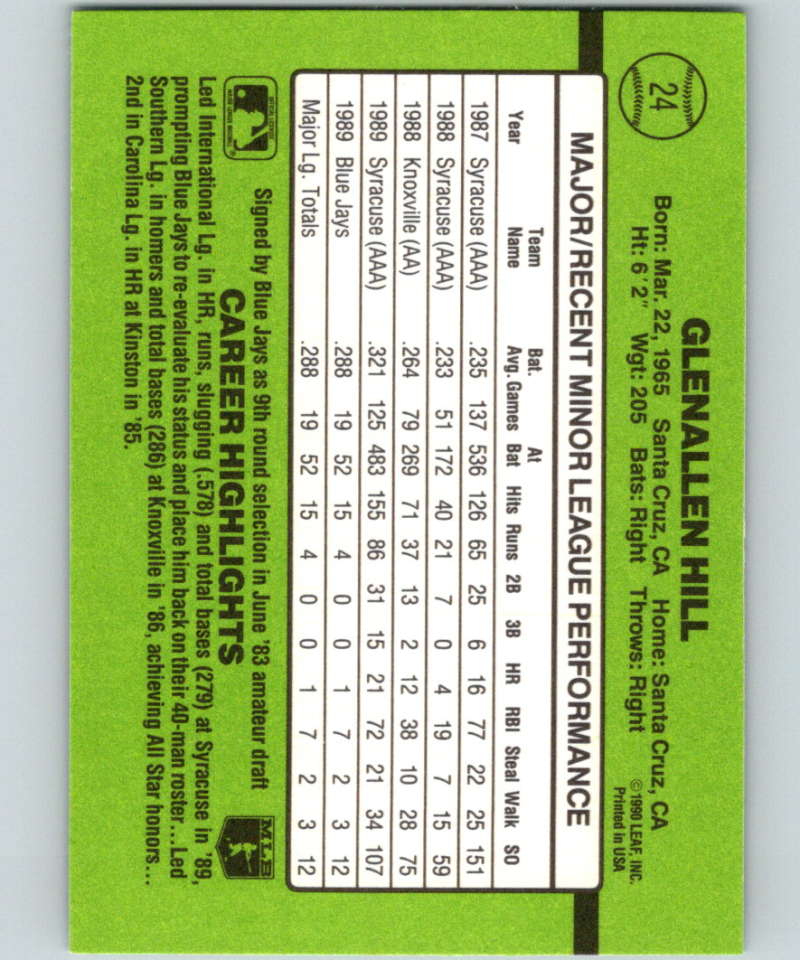 24
GLENALLEN HILL
Born: Mar. 22, 1965 Santa Cruz, CA Home: Santa Cruz, CA
Ht: 6'2" Wgt: 205 Bats: Right Throws: Right
©1990 LEAF, INC.
Printed in USA
MAJOR/RECENT MINOR LEAGUE PERFORMANCE
Team Bat. At
Year Name Avg. Games Bat Hits Runs 2B 3B HR RBI Steal Walk SO
1987 Syracuse (AAA) .235 137 536 126 65 25 6 16 77 22 25 151
1988 Syracuse (AAA) .233 51 172 40 21 7 0 4 19 7 15 59
1988 Knoxville (AA) .264 79 269 71 37 13 2 12 38 10 28 75
1989 Syracuse (AAA) .321 125 483 155 86 31 15 21 72 21 34 107
1989 Blue Jays .288 19 52 15 4 0 0 1 7 2 3 12
Major Lg. Totals .288 19 52 15 4 0 0 1 7 2 3 12
MLB
CAREER HIGHLIGHTS
Signed by Blue Jays as 9th round selection in June '83 amateur draft
Led International Lg. in HR, runs, slugging (.578) and total bases (279) at Syracuse in '89,
prompting Blue Jays to re-evaluate his status and place him back on their 40-man roster...Led
Southern Lg. in homers and total bases (286) at Knoxville in '86, achieving All Star honors...
2nd in Carolina Lg. in HR at Kinston in '85.